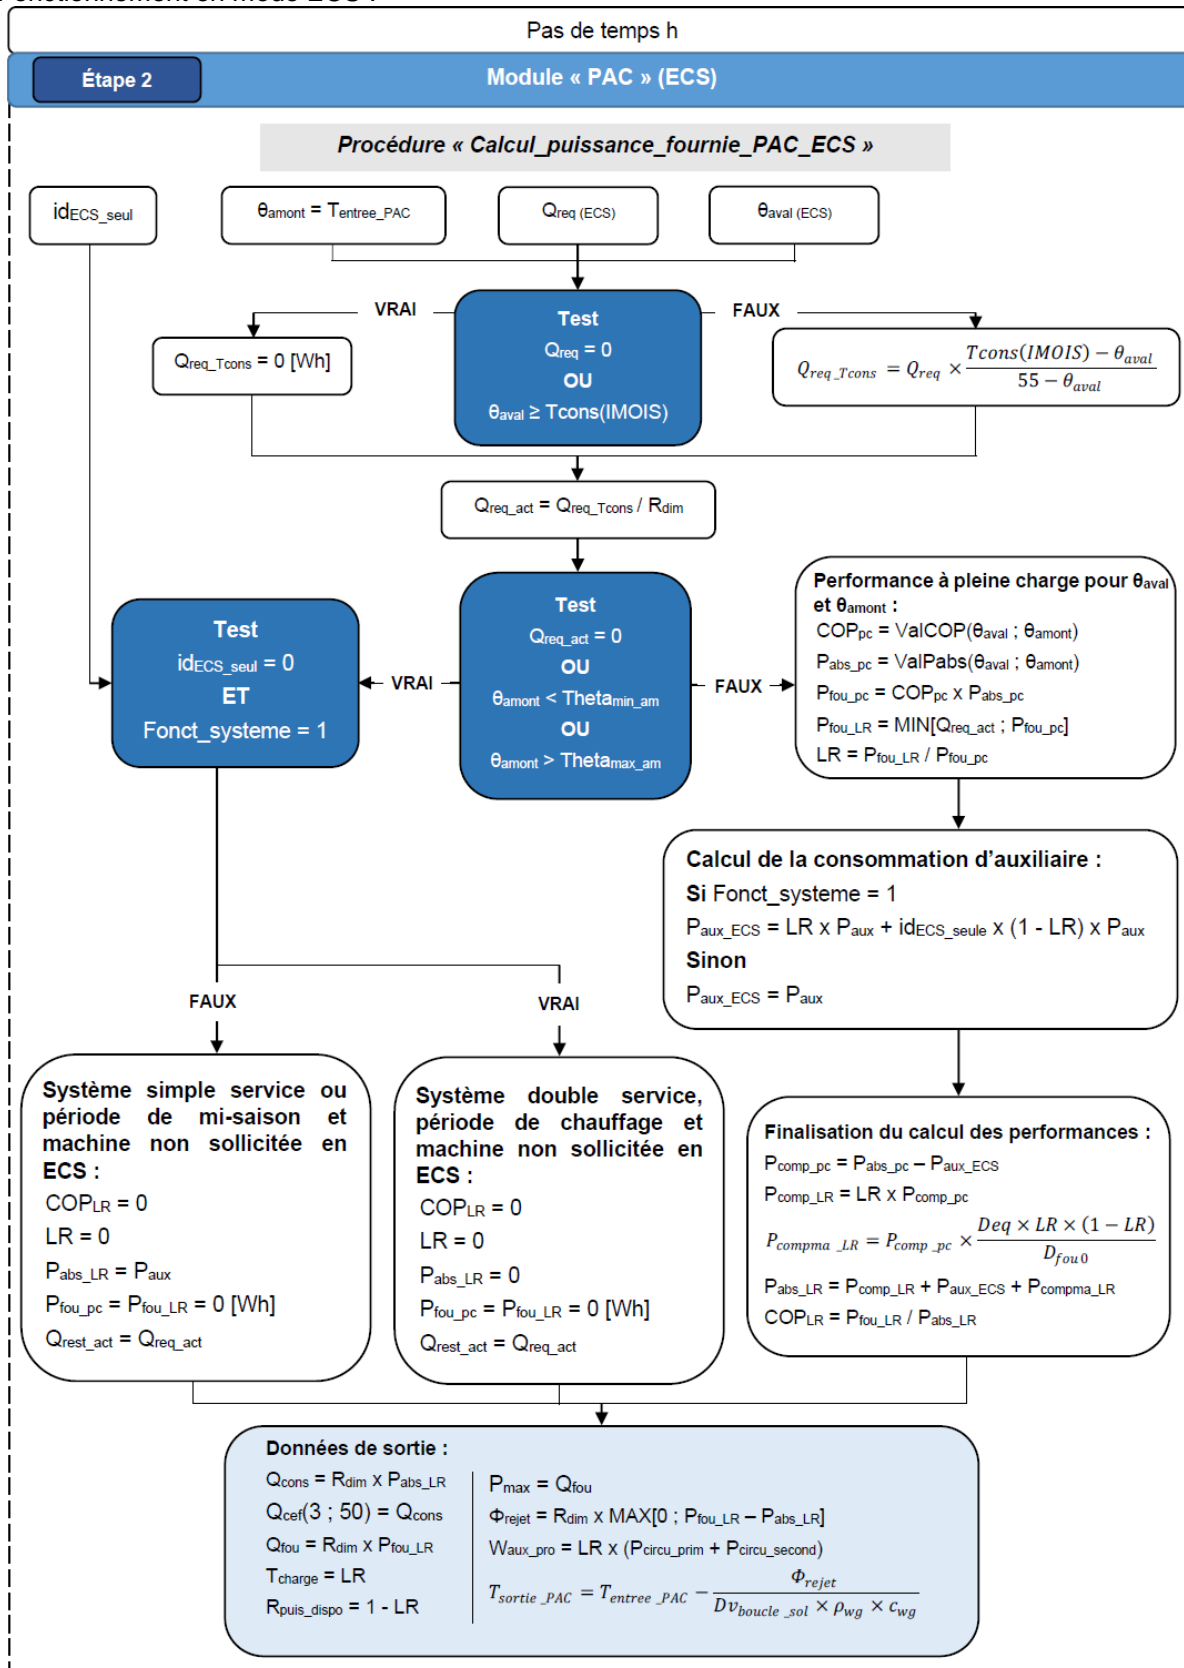 Fonctionnement en mode ECS :
Pas de temps h
Étape 2
Module « PAC » (ECS)
Procédure « Calcul_puissance_fournie_PAC_ECS »
idECS_seul
θamont = Tentree_PAC
Qreq (ECS)
θaval (ECS)
VRAI
FAUX
Test
Qreq = 0
OU
θaval ≥ Tcons(IMOIS)
Qreq_Tcons = 0 [Wh]
Qreq_Tcons = Qreq × (Tcons(IMOIS) − θaval) / (55 − θaval)
Qreq_act = Qreq_Tcons / Rdim
Test
idECS_seul = 0
ET
Fonct_systeme = 1
VRAI
Test
Qreq_act = 0
OU
θamont < Thetamin_am
OU
θamont > Thetamax_am
FAUX
Performance à pleine charge pour θaval
et θamont :
COPpc = ValCOP(θaval ; θamont)
Pabs_pc = ValPabs(θaval ; θamont)
Pfou_pc = COPpc x Pabs_pc
Pfou_LR = MIN[Qreq_act ; Pfou_pc]
LR = Pfou_LR / Pfou_pc
Calcul de la consommation d'auxiliaire :
Si Fonct_systeme = 1
Paux_ECS = LR x Paux + idECS_seule x (1 - LR) x Paux
Sinon
Paux_ECS = Paux
FAUX
VRAI
Système simple service ou
période de mi-saison et
machine non sollicitée en
ECS :
COPLR = 0
LR = 0
Pabs_LR = Paux
Pfou_pc = Pfou_LR = 0 [Wh]
Qrest_act = Qreq_act
Système double service,
période de chauffage et
machine non sollicitée en
ECS :
COPLR = 0
LR = 0
Pabs_LR = 0
Pfou_pc = Pfou_LR = 0 [Wh]
Qrest_act = Qreq_act
Finalisation du calcul des performances :
Pcomp_pc = Pabs_pc – Paux_ECS
Pcomp_LR = LR x Pcomp_pc
Pcompma_LR = Pcomp_pc × (Deq × LR × (1 − LR)) / Dfou0
Pabs_LR = Pcomp_LR + Paux_ECS + Pcompma_LR
COPLR = Pfou_LR / Pabs_LR
Données de sortie :
Qcons = Rdim x Pabs_LR
Qcef(3 ; 50) = Qcons
Qfou = Rdim x Pfou_LR
Tcharge = LR
Rpuis_dispo = 1 - LR
Pmax = Qfou
Φrejet = Rdim x MAX[0 ; Pfou_LR – Pabs_LR]
Waux_pro = LR x (Pcircu_prim + Pcircu_second)
Tsortie_PAC = Tentree_PAC − Φrejet / (Dvboucle_sol × ρwg × cwg)